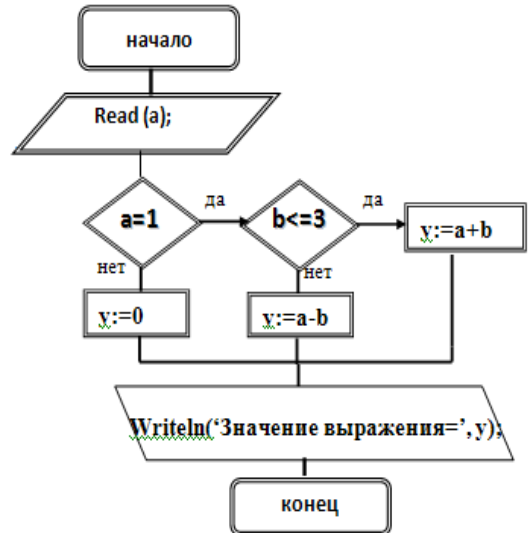 начало
Read (a);
a=1
да
b<=3
да
y:=a+b
нет
нет
y:=0
y:=a-b
Writeln(‘Значение выражения=’, y);
конец